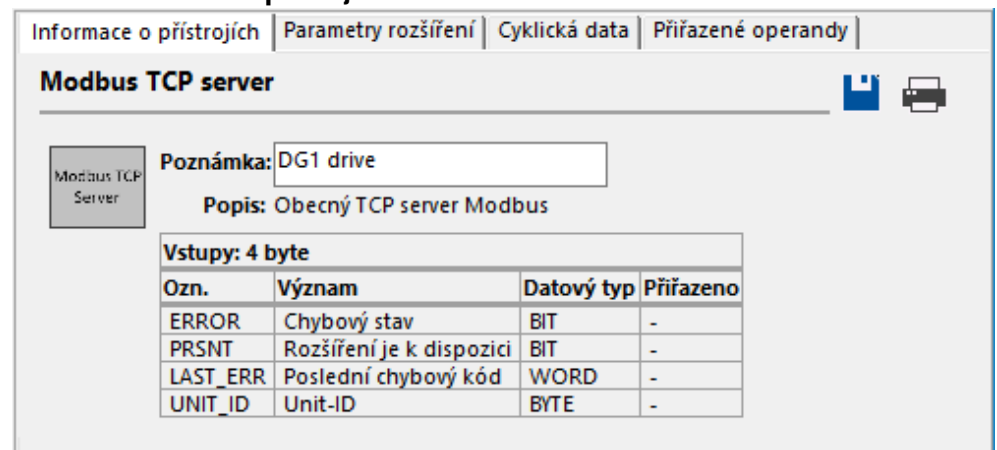 Informace o přístrojích Parametry rozšíření Cyklická data Přiřazené operandy
Modbus TCP server
Modbus TCP
Server
Poznámka: DG1 drive
Popis: Obecný TCP server Modbus
Vstupy: 4 byte
Ozn. Význam Datový typ Přiřazeno
ERROR Chybový stav BIT -
PRSNT Rozšíření je k dispozici BIT -
LAST_ERR Poslední chybový kód WORD -
UNIT_ID Unit-ID BYTE -